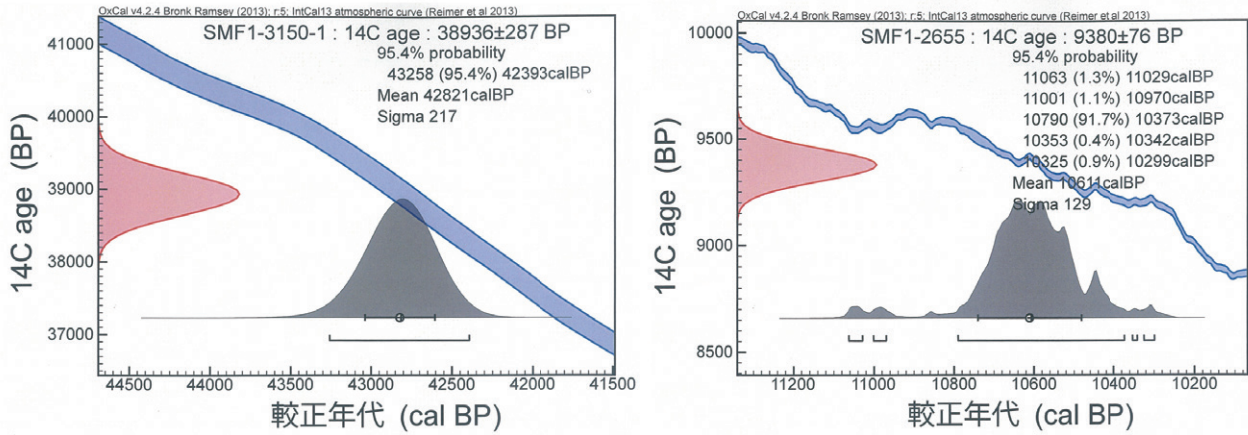 OxCal v4.2.4 Bronk Ramsey (2013); r:5; IntCal13 atmospheric curve (Reimer et al 2013)
SMF1-3150-1 : 14C age : 38936±287 BP
95.4% probability
43258 (95.4%) 42393calBP
Mean 42821calBP
Sigma 217
14C age (BP)
41000
40000
39000
38000
37000
44500
44000
43500
43000
42500
42000
41500
較正年代 (cal BP)
OxCal v4.2.4 Bronk Ramsey (2013); r:5; IntCal13 atmospheric curve (Reimer et al 2013)
SMF1-2655 : 14C age : 9380±76 BP
95.4% probability
11063 (1.3%) 11029calBP
11001 (1.1%) 10970calBP
10790 (91.7%) 10373calBP
10353 (0.4%) 10342calBP
10325 (0.9%) 10299calBP
Mean 10611calBP
Sigma 129
14C age (BP)
10000
9500
9000
8500
11200
11000
10800
10600
10400
10200
較正年代 (cal BP)